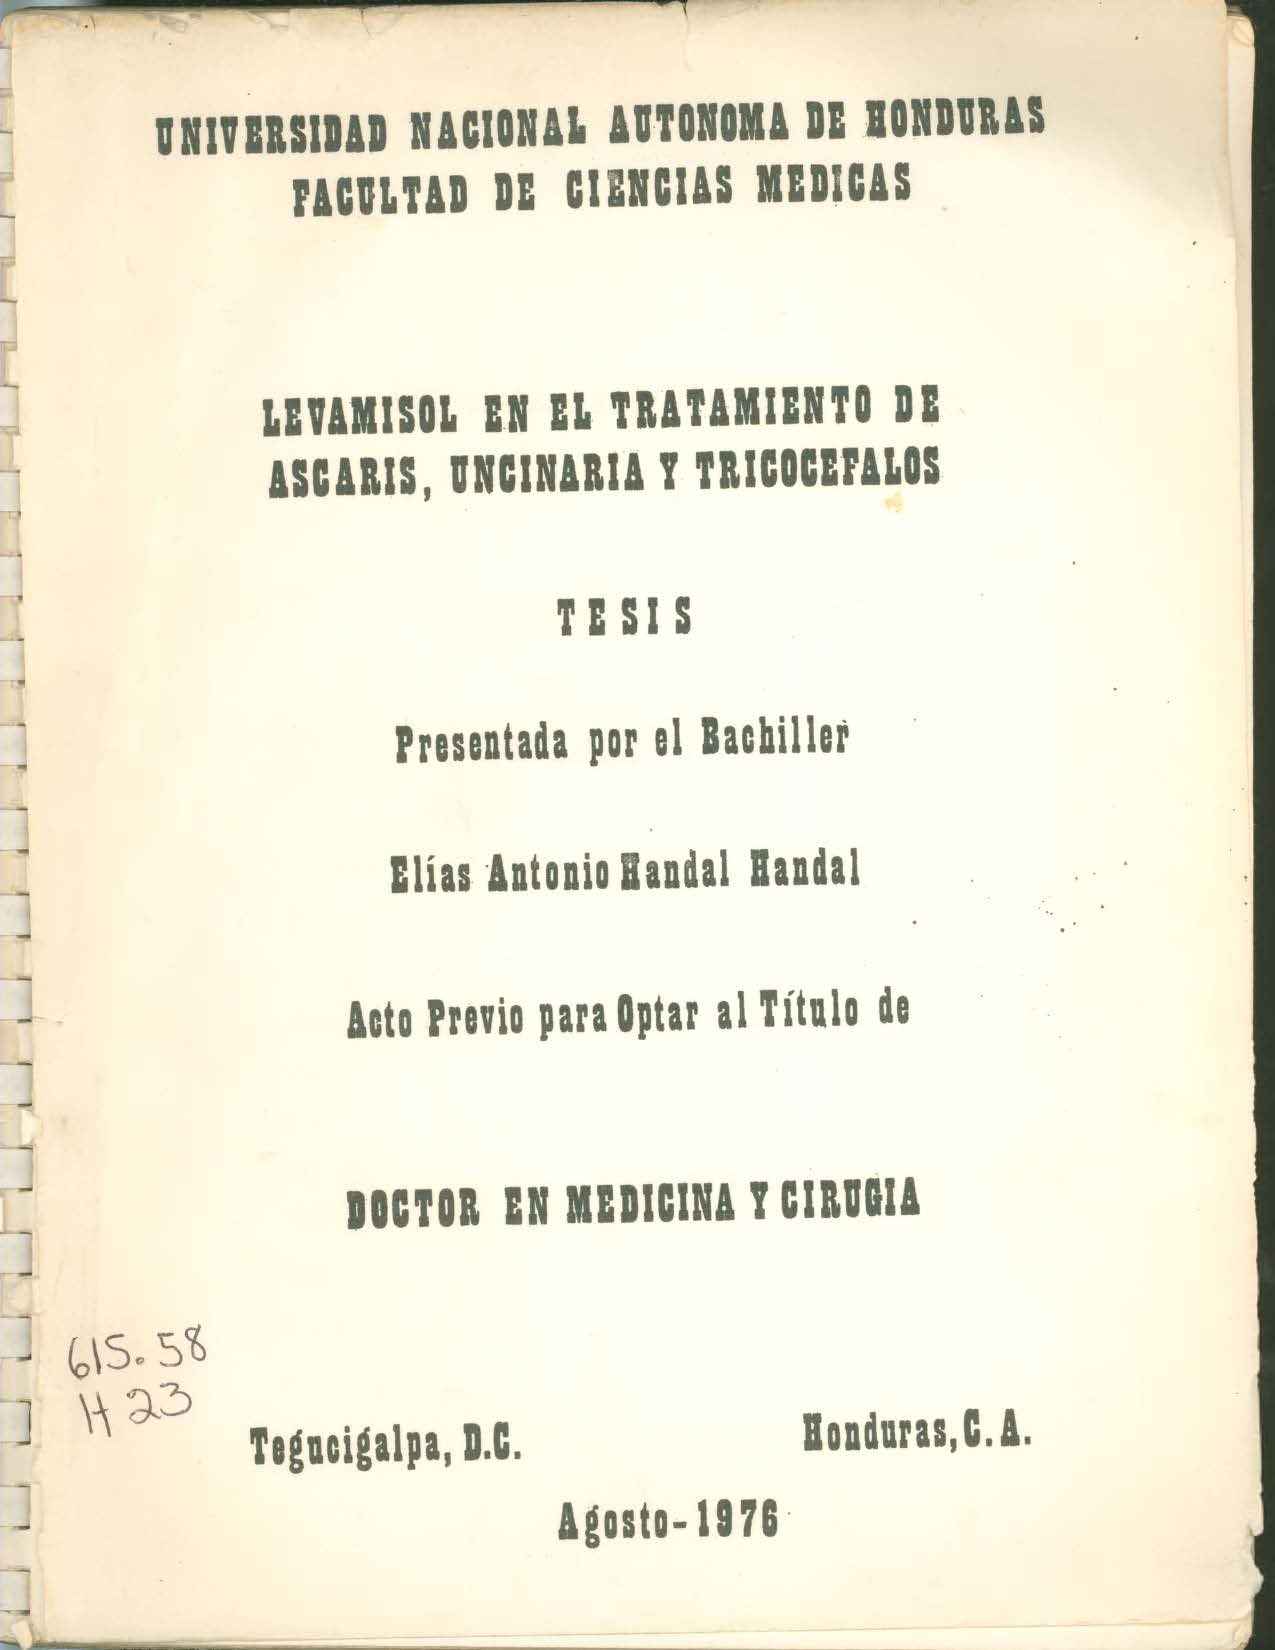 UNIVERSIDAD NACIONAL AUTONOMA DE HONDURAS
FACULTAD DE CIENCIAS MEDICAS
LEVAMISOL EN EL TRATAMIENTO DE
ASCARIS, UNCINARIA Y TRICOCEFALOS
TESIS
Presentada por el Bachiller
Elías Antonio Handal Handal
Acto Previo para Optar al Título de
DOCTOR EN MEDICINA Y CIRUGIA
615.58
H 23
Tegucigalpa, D.C. Honduras, C.A.
Agosto-1976